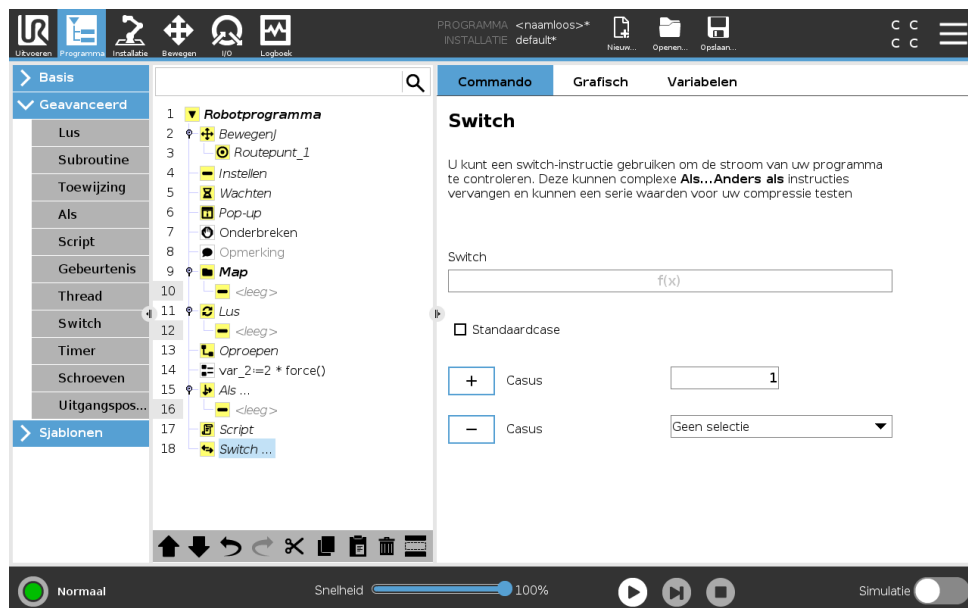 PROGRAMMA <naamloos>*
INSTALLATIE default*
Uitvoeren Programma Installatie Bewegen I/O Logboek
Nieuw... Openen... Opslaan...
C C
C C
Basis
Geavanceerd
Lus
Subroutine
Toewijzing
Als
Script
Gebeurtenis
Thread
Switch
Timer
Schroeven
Uitgangspos...
Sjablonen
1 Robotprogramma
2 BewegenJ
3 Routepunt_1
4 Instellen
5 Wachten
6 Pop-up
7 Onderbreken
8 Opmerking
9 Map
10 <leeg>
11 Lus
12 <leeg>
13 Oproepen
14 var_2:=2 * force()
15 Als ...
16 <leeg>
17 Script
18 Switch ...
Commando Grafisch Variabelen
Switch
U kunt een switch-instructie gebruiken om de stroom van uw programma
te controleren. Deze kunnen complexe Als...Anders als instructies
vervangen en kunnen een serie waarden voor uw compressie testen
Switch
f(x)
Standaardcase
+ Casus 1
− Casus Geen selectie
Normaal
Snelheid 100%
Simulatie